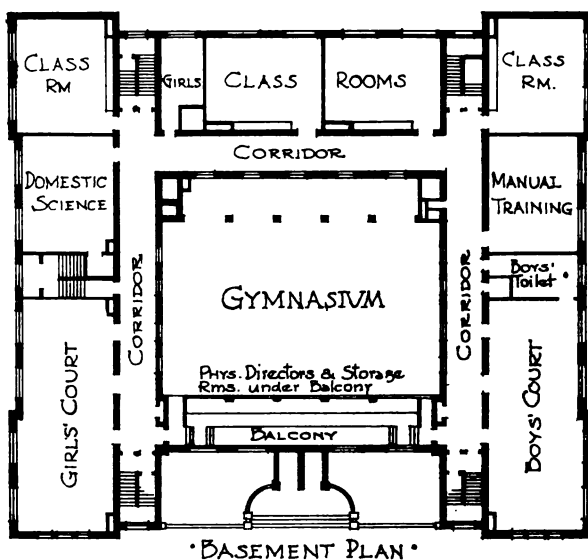 CLASS
RM
GIRLS
CLASS
ROOMS
CLASS
RM.
CORRIDOR
DOMESTIC
SCIENCE
MANUAL
TRAINING
BOYS'
TOILET
CORRIDOR
GYMNASIUM
CORRIDOR
PHYS. DIRECTORS & STORAGE
RMS. UNDER BALCONY
GIRLS' COURT
BALCONY
BOYS' COURT
·BASEMENT PLAN·